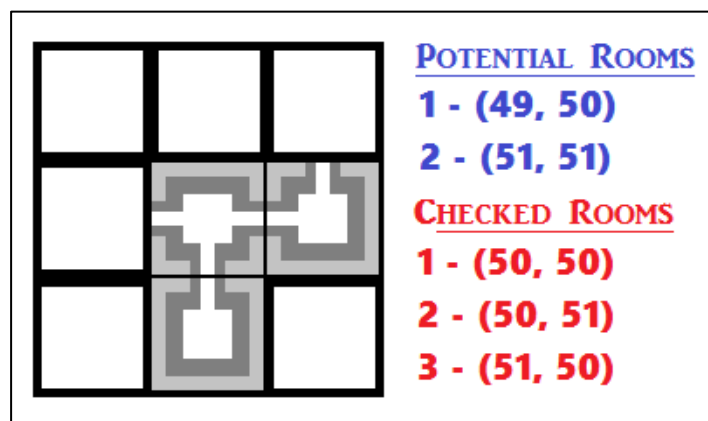 POTENTIAL ROOMS
1 - (49, 50)
2 - (51, 51)
CHECKED ROOMS
1 - (50, 50)
2 - (50, 51)
3 - (51, 50)